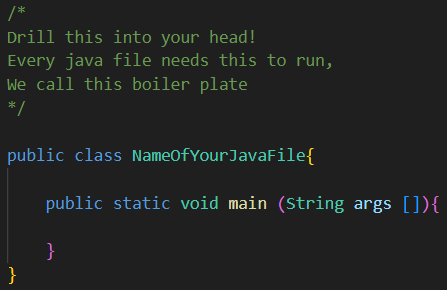 /*
Drill this into your head!
Every java file needs this to run,
We call this boiler plate
*/
public class NameOfYourJavaFile{
public static void main (String args []){
}
}